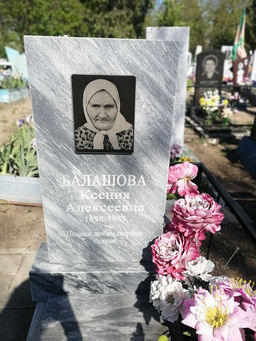 БАЛАШОВА
Ксения
Алексеевна
1898-1985
Помним, любим, скорбим.
Родные